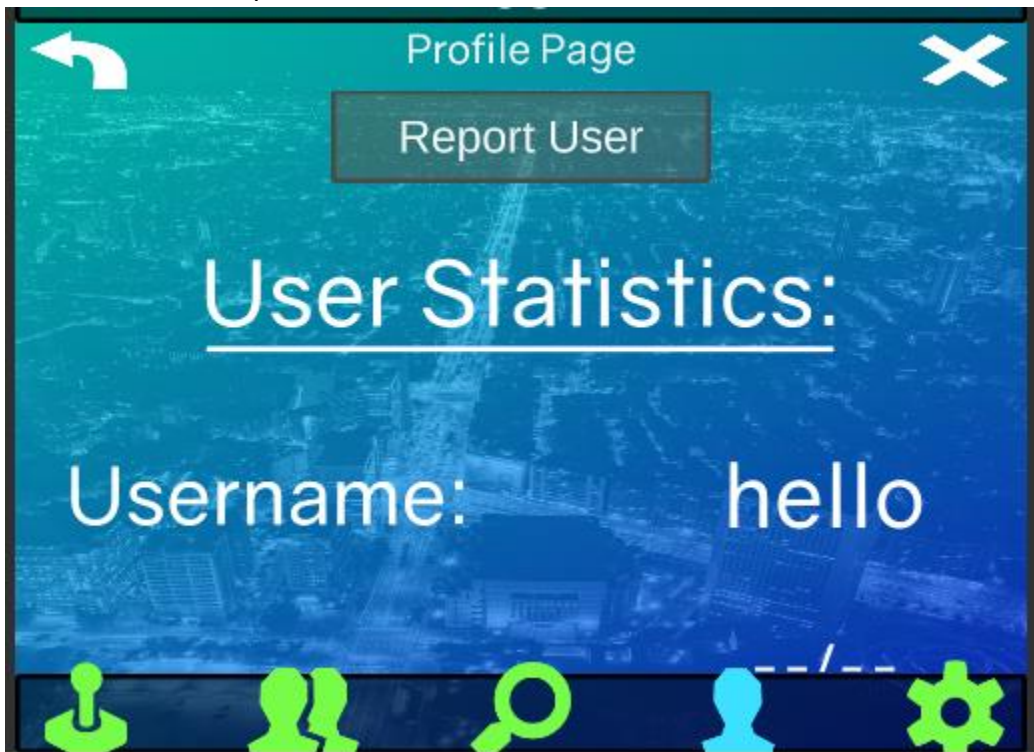 Profile Page
Report User
User Statistics:
Username: hello
--/--